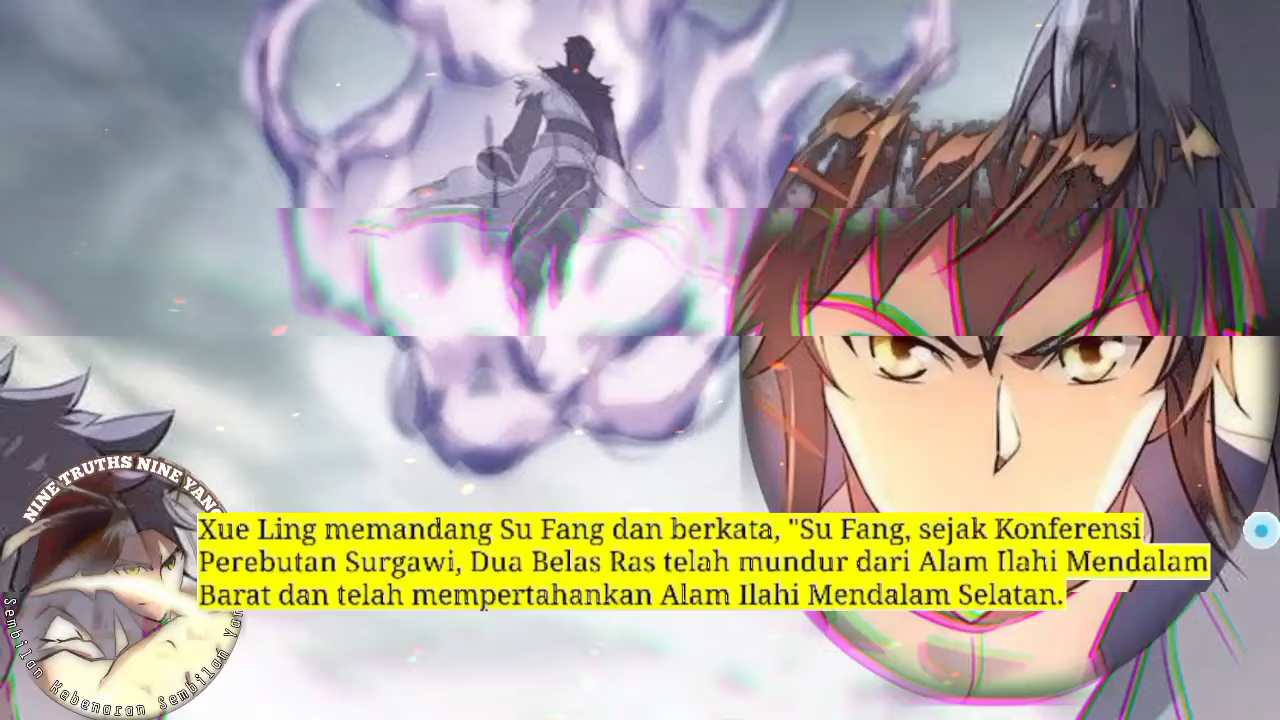 NINE TRUTHS NINE YANG
Xue Ling memandang Su Fang dan berkata, "Su Fang, sejak Konferensi
Perebutan Surgawi, Dua Belas Ras telah mundur dari Alam Ilahi Mendalam
Barat dan telah mempertahankan Alam Ilahi Mendalam Selatan.
Sembilan Kebenaran Sembilan Yang